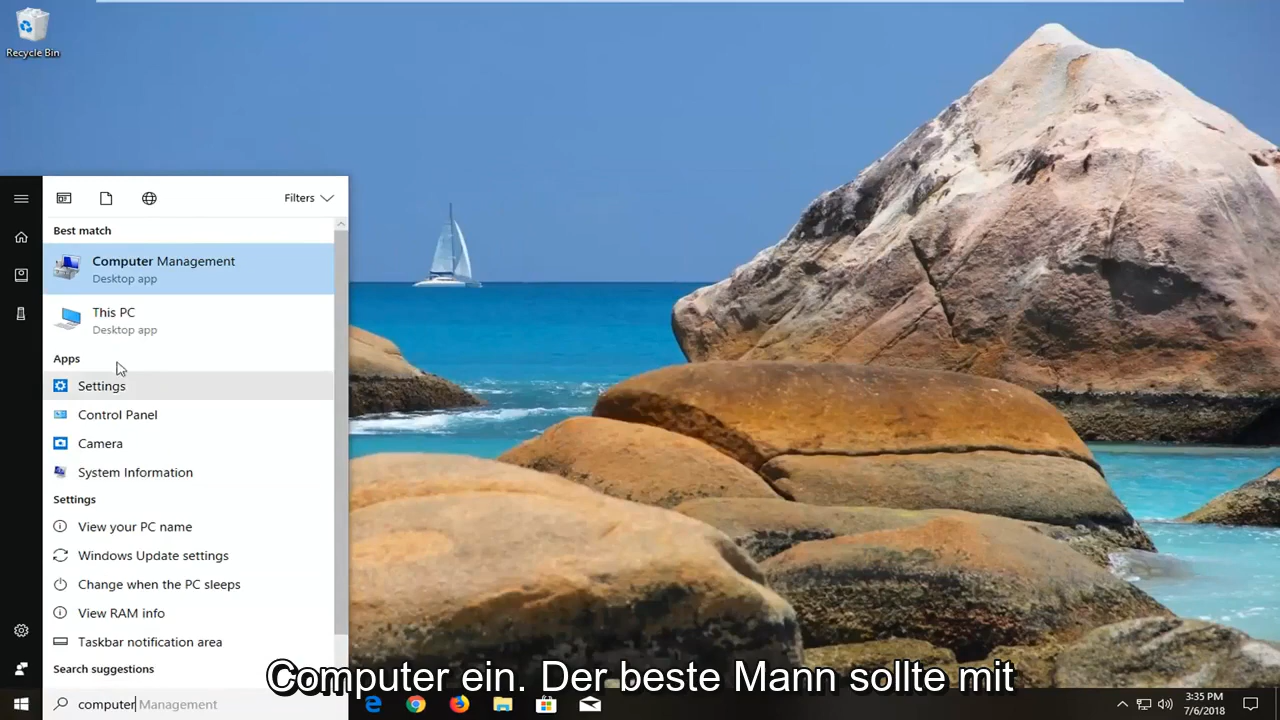 Recycle Bin
Filters
Best match
Computer Management
Desktop app
This PC
Desktop app
Apps
Settings
Control Panel
Camera
System Information
Settings
View your PC name
Windows Update settings
Change when the PC sleeps
View RAM info
Taskbar notification area
Search suggestions
Computer ein. Der beste Mann sollte mit
computer Management
3:35 PM
7/6/2018